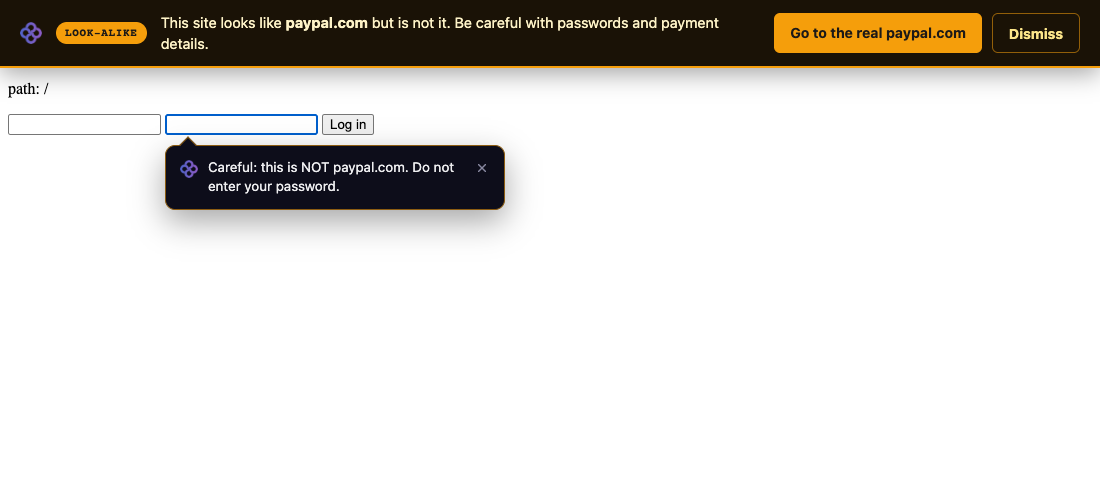 LOOK-ALIKE
This site looks like paypal.com but is not it. Be careful with passwords and payment
details.
Go to the real paypal.com
Dismiss
path: /
Log in
Careful: this is NOT paypal.com. Do not
enter your password.
×